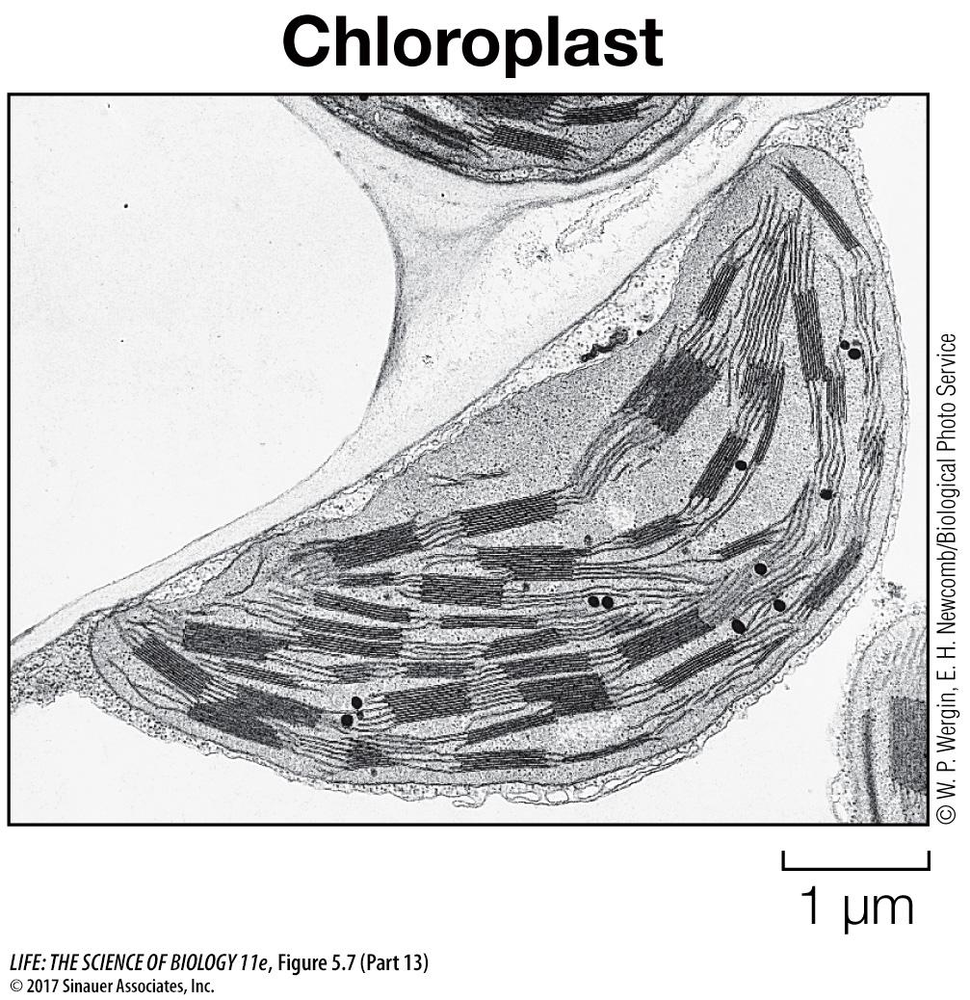 Chloroplast
© W. P. Wergin, E. H. Newcomb/Biological Photo Service
1 µm
LIFE: THE SCIENCE OF BIOLOGY 11e, Figure 5.7 (Part 13)
© 2017 Sinauer Associates, Inc.